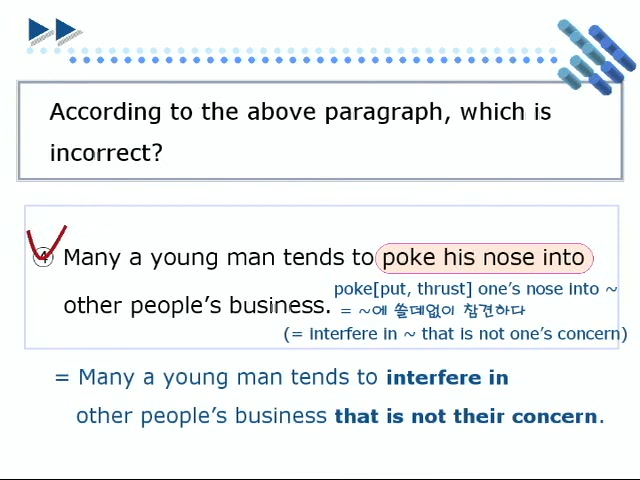 According to the above paragraph, which is
incorrect?
④ Many a young man tends to poke his nose into
other people's business.
poke[put, thrust] one's nose into ~
= ~에 쓸데없이 참견하다
(= interfere in ~ that is not one's concern)
= Many a young man tends to interfere in
other people's business that is not their concern.